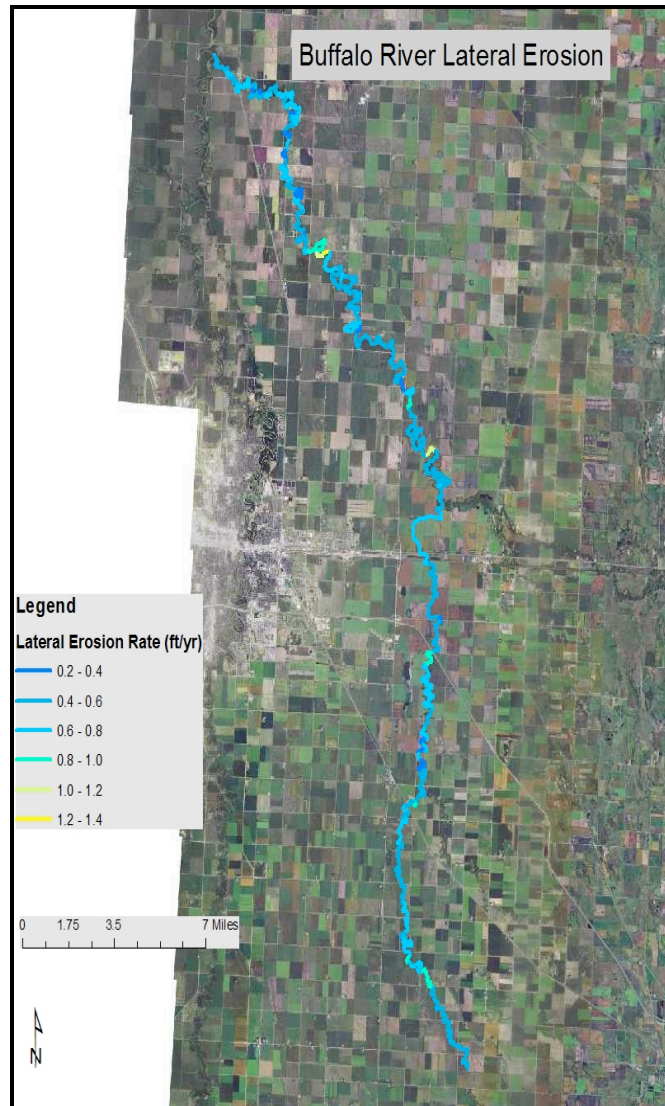 Buffalo River Lateral Erosion
Legend
Lateral Erosion Rate (ft/yr)
0.2 - 0.4
0.4 - 0.6
0.6 - 0.8
0.8 - 1.0
1.0 - 1.2
1.2 - 1.4
0 1.75 3.5 7 Miles
N